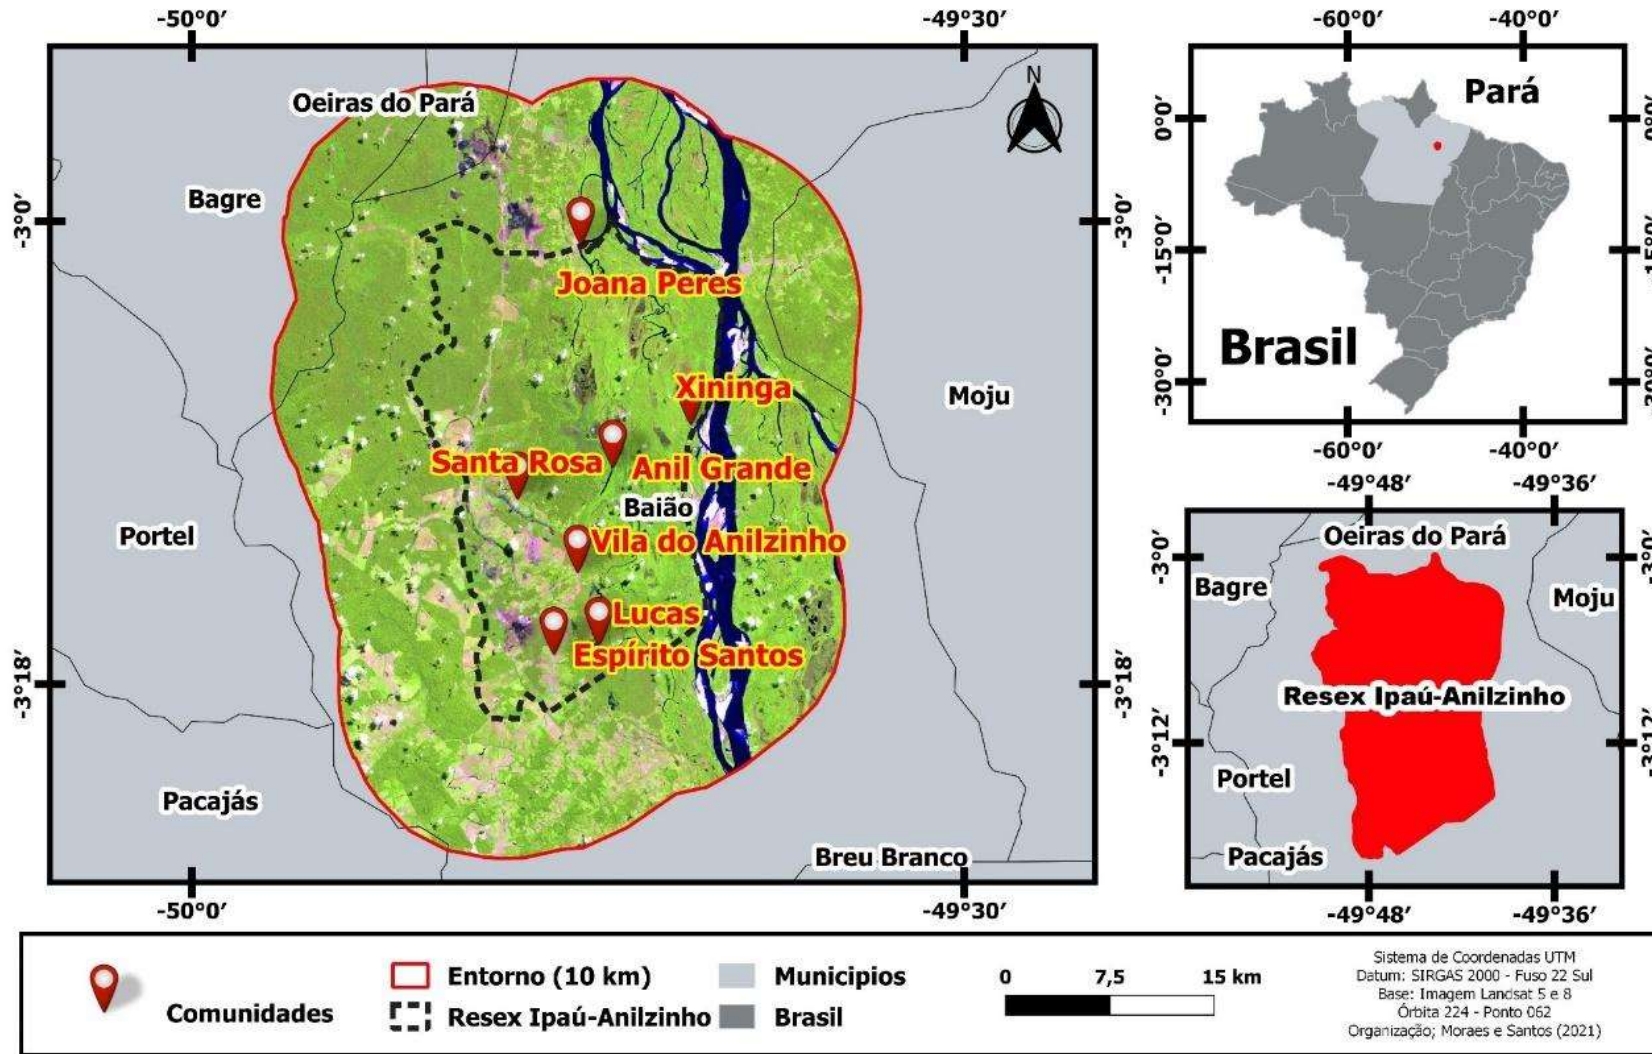 -50°0′
-49°30′
Oeiras do Pará
N
Bagre
-3°0′
-3°0′
Joana Peres
Xininga
Moju
Santa Rosa
Anil Grande
Baião
Portel
Vila do Anilzinho
Lucas
Espírito Santos
-3°18′
-3°18′
Pacajás
Breu Branco
-50°0′
-49°30′
-60°0′
-40°0′
Pará
0°0′
0°0′
-15°0′
-15°0′
Brasil
-30°0′
-30°0′
-60°0′
-40°0′
-49°48′
-49°36′
Oeiras do Pará
-3°0′
-3°0′
Bagre
Moju
Resex Ipaú-Anilzinho
-3°12′
-3°12′
Portel
Pacajás
-49°48′
-49°36′
Comunidades
Entorno (10 km)
Resex Ipaú-Anilzinho
Municipios
Brasil
0 7,5 15 km
Sistema de Coordenadas UTM
Datum: SIRGAS 2000 - Fuso 22 Sul
Base: Imagem Landsat 5 e 8
Órbita 224 - Ponto 062
Organização; Moraes e Santos (2021)